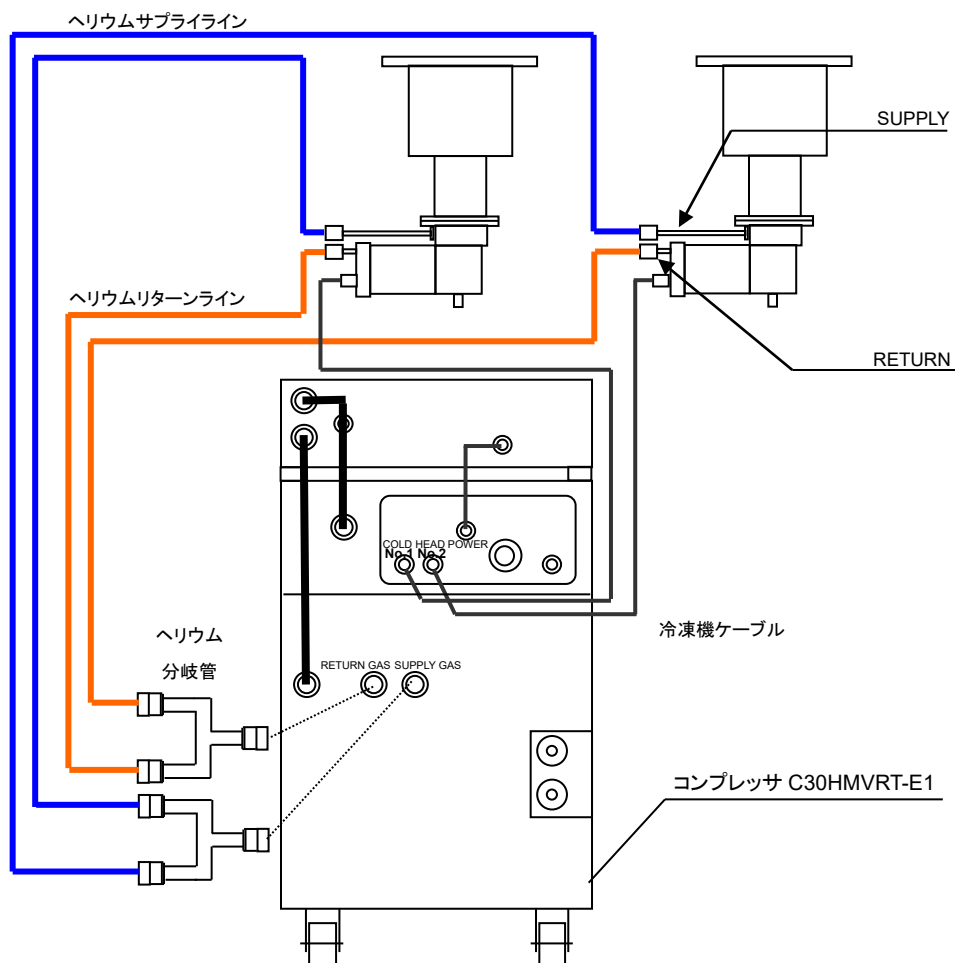 ヘリウムサプライライン
SUPPLY
ヘリウムリターンライン
RETURN
COLD HEAD POWER
No.1 No.2
ヘリウム
分岐管
冷凍機ケーブル
RETURN GAS SUPPLY GAS
コンプレッサ C30HMVRT-E1